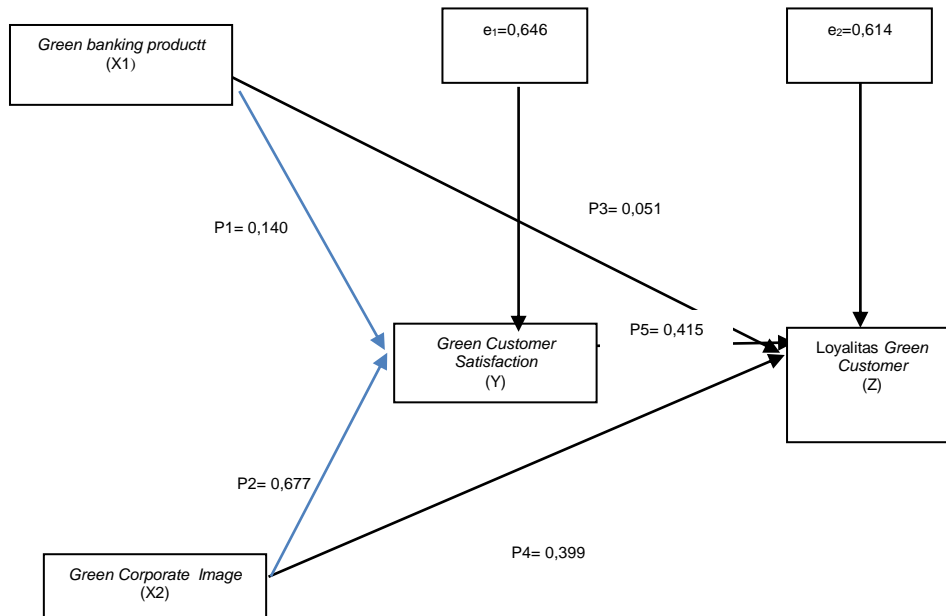 Green banking productt
(X1)
e1=0,646
e2=0,614
P3= 0,051
P1= 0,140
P5= 0,415
Green Customer
Satisfaction
(Y)
Loyalitas Green
Customer
(Z)
P2= 0,677
P4= 0,399
Green Corporate Image
(X2)